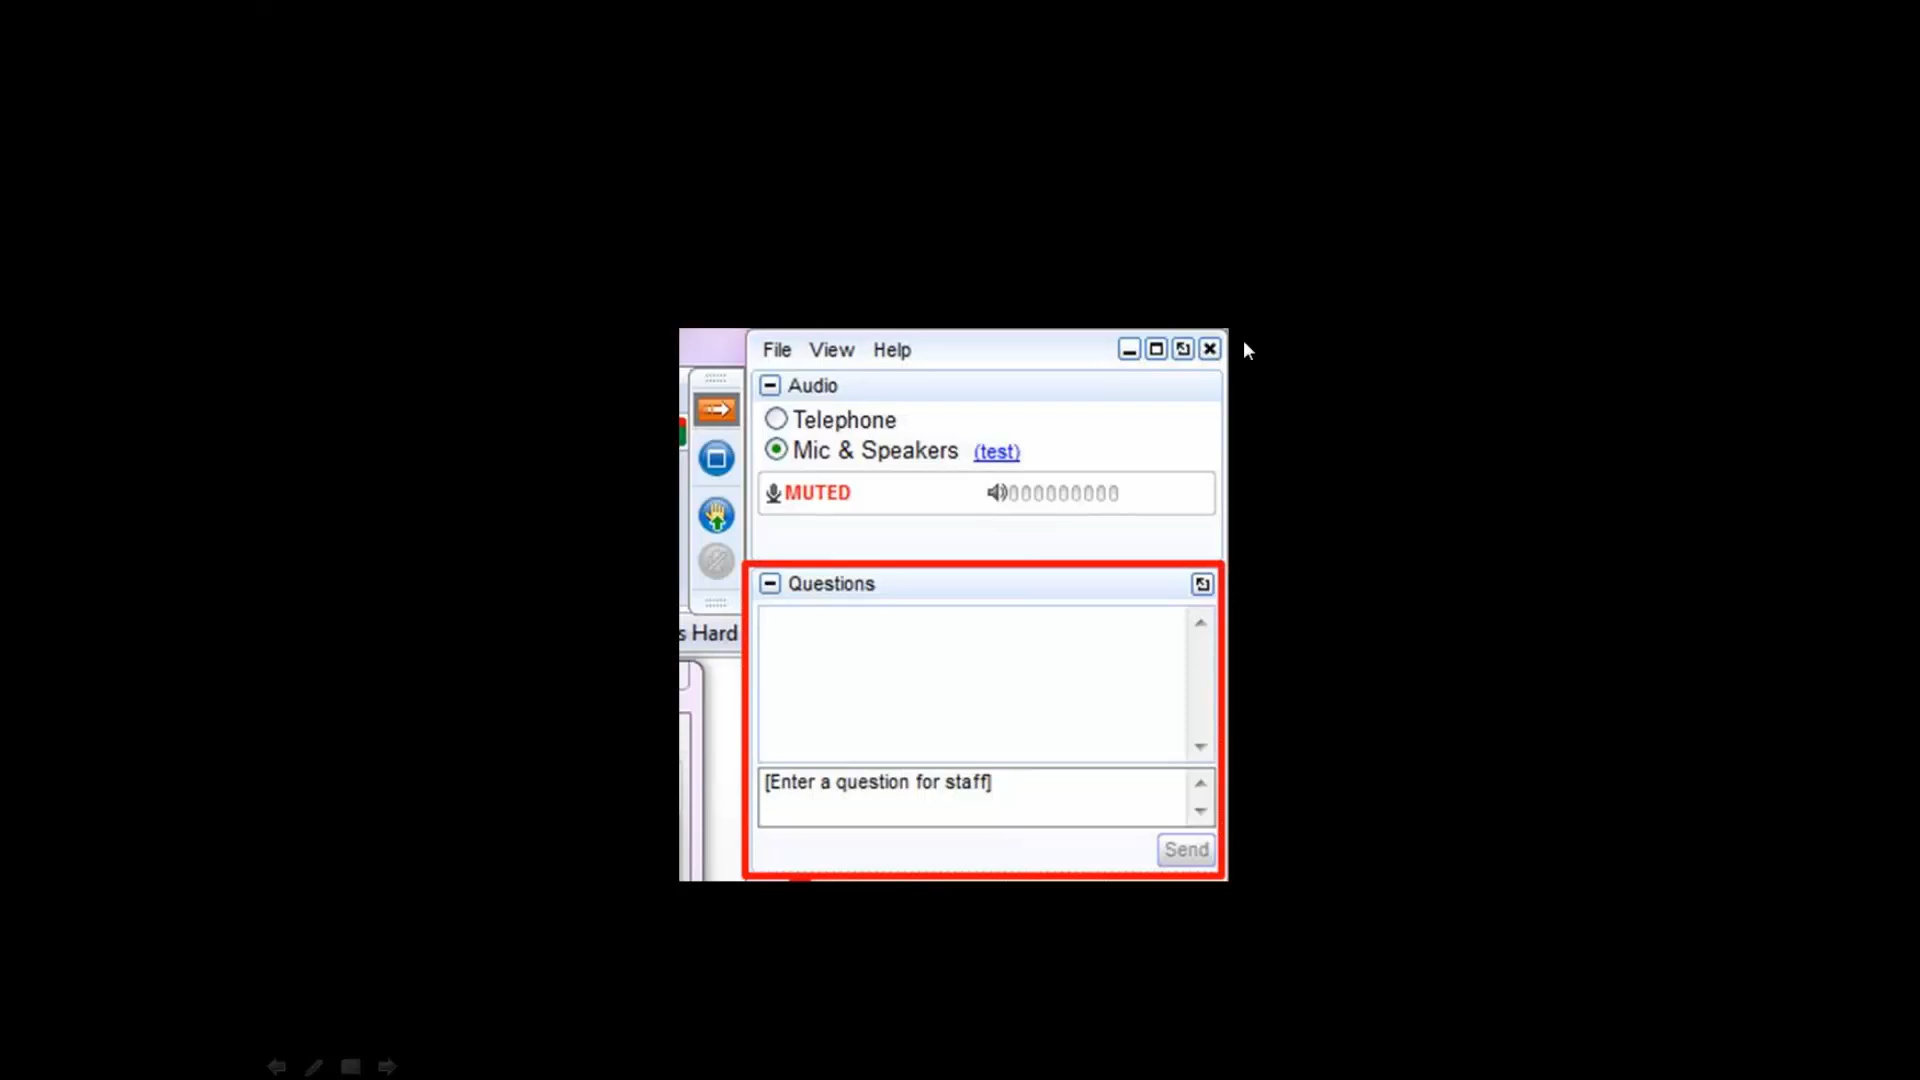 File View Help
Audio
Telephone
Mic & Speakers (test)
MUTED
Questions
s Hard
[Enter a question for staff]
Send